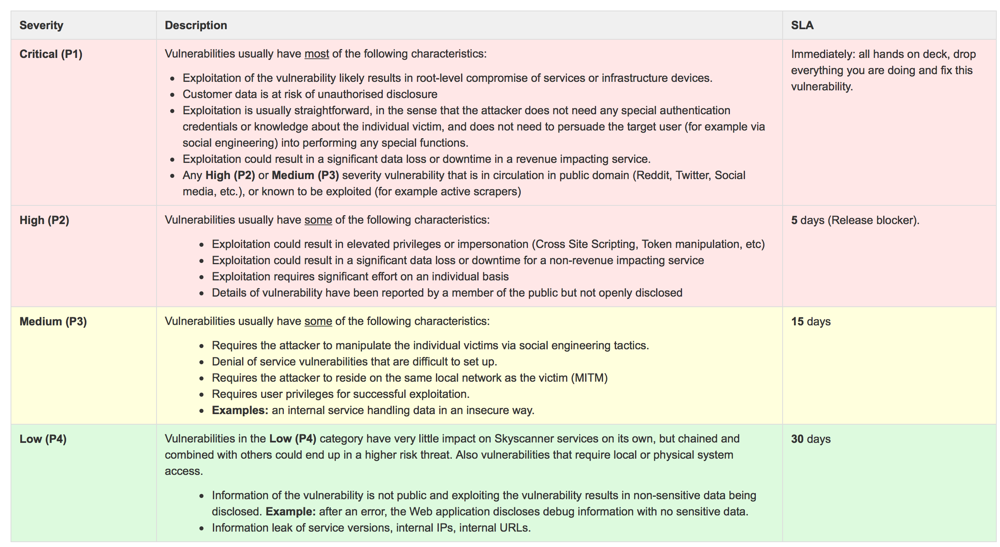 Severity
Description
SLA
Critical (P1)
Vulnerabilities usually have most of the following characteristics:
• Exploitation of the vulnerability likely results in root-level compromise of services or infrastructure devices.
• Customer data is at risk of unauthorised disclosure
• Exploitation is usually straightforward, in the sense that the attacker does not need any special authentication
credentials or knowledge about the individual victim, and does not need to persuade the target user (for example via
social engineering) into performing any special functions.
• Exploitation could result in a significant data loss or downtime in a revenue impacting service.
• Any High (P2) or Medium (P3) severity vulnerability that is in circulation in public domain (Reddit, Twitter, Social
media, etc.), or known to be exploited (for example active scrapers)
Immediately: all hands on deck, drop
everything you are doing and fix this
vulnerability.
High (P2)
Vulnerabilities usually have some of the following characteristics:
• Exploitation could result in elevated privileges or impersonation (Cross Site Scripting, Token manipulation, etc)
• Exploitation could result in a significant data loss or downtime for a non-revenue impacting service
• Exploitation requires significant effort on an individual basis
• Details of vulnerability have been reported by a member of the public but not openly disclosed
5 days (Release blocker).
Medium (P3)
Vulnerabilities usually have some of the following characteristics:
• Requires the attacker to manipulate the individual victims via social engineering tactics.
• Denial of service vulnerabilities that are difficult to set up.
• Requires the attacker to reside on the same local network as the victim (MITM)
• Requires user privileges for successful exploitation.
• Examples: an internal service handling data in an insecure way.
15 days
Low (P4)
Vulnerabilities in the Low (P4) category have very little impact on Skyscanner services on its own, but chained and
combined with others could end up in a higher risk threat. Also vulnerabilities that require local or physical system
access.
• Information of the vulnerability is not public and exploiting the vulnerability results in non-sensitive data being
disclosed. Example: after an error, the Web application discloses debug information with no sensitive data.
• Information leak of service versions, internal IPs, internal URLs.
30 days